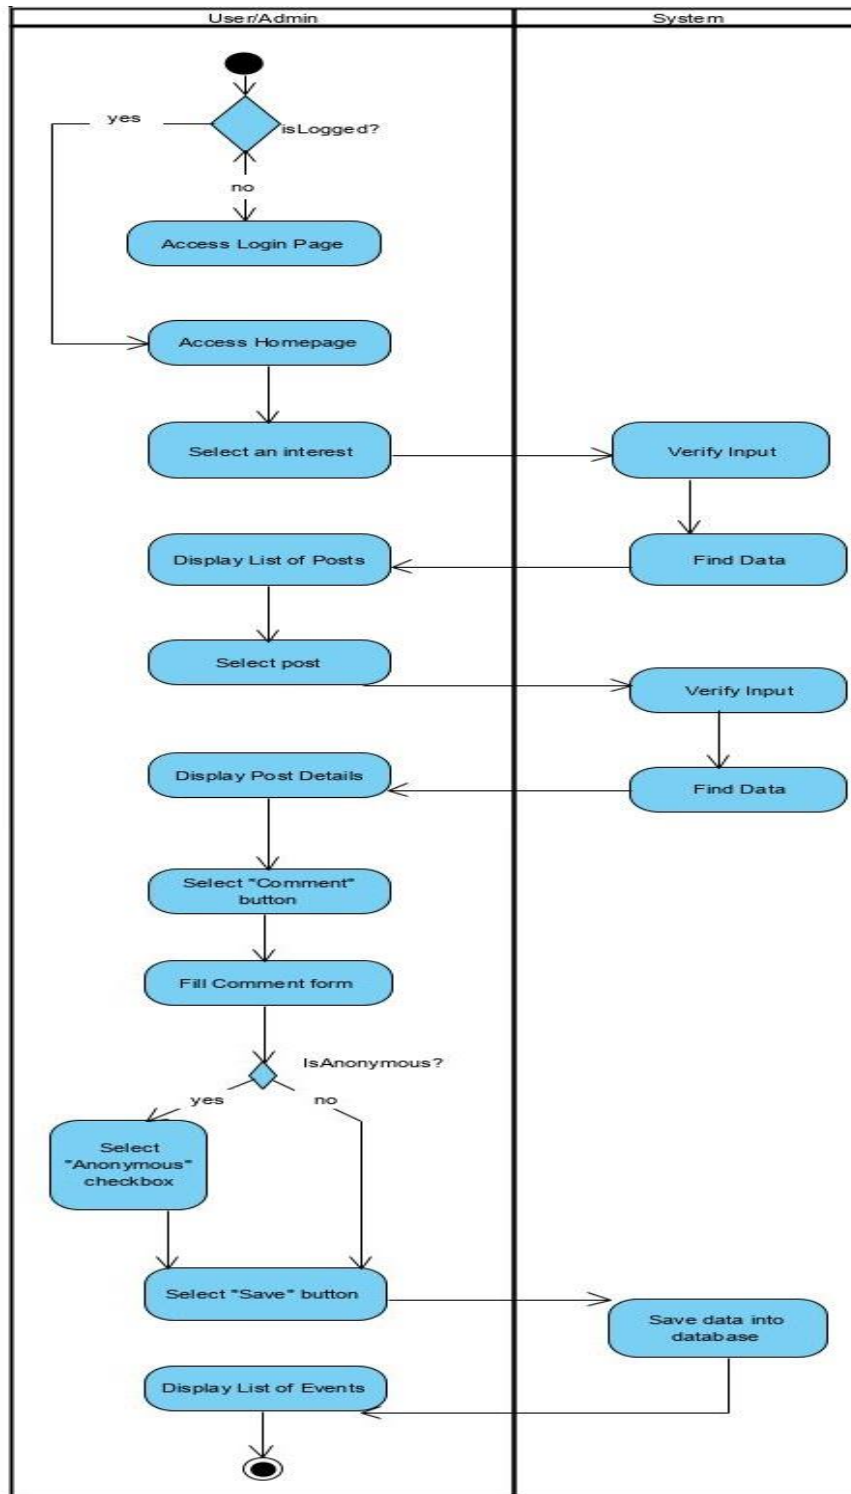 User/Admin
System
yes
isLogged?
no
Access Login Page
Access Homepage
Select an interest
Verify Input
Display List of Posts
Find Data
Select post
Verify Input
Display Post Details
Find Data
Select "Comment"
button
Fill Comment form
IsAnonymous?
yes
no
Select
"Anonymous"
checkbox
Select "Save" button
Save data into
database
Display List of Events